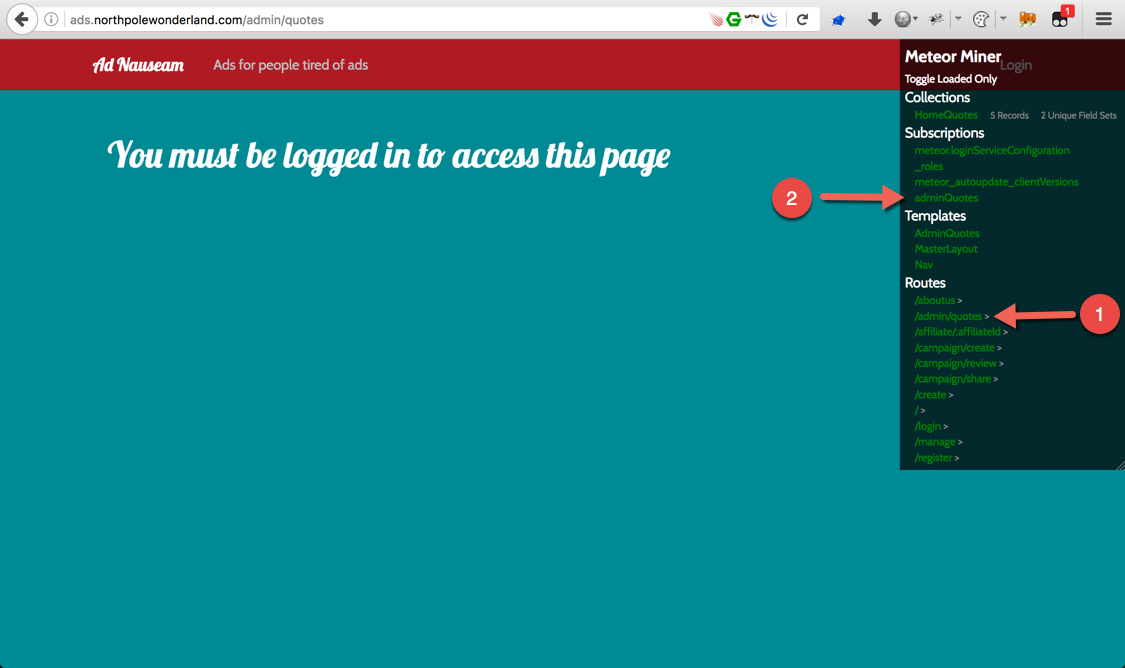 ads.northpolewonderland.com/admin/quotes
1
Ad Nauseam
Ads for people tired of ads
Login
You must be logged in to access this page
Meteor Miner
Toggle Loaded Only
Collections
HomeQuotes 5 Records 2 Unique Field Sets
Subscriptions
meteor.loginServiceConfiguration
_roles
meteor_autoupdate_clientVersions
2
adminQuotes
Templates
AdminQuotes
MasterLayout
Nav
Routes
/aboutus >
/admin/quotes >
1
/affiliate/:affiliateId >
/campaign/create >
/campaign/review >
/campaign/share >
/create >
/ >
/login >
/manage >
/register >